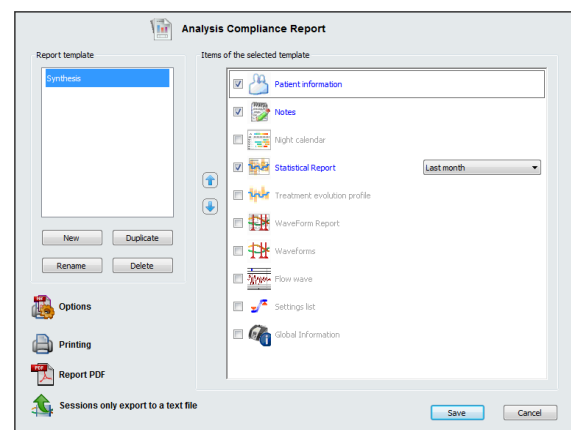 Analysis Compliance Report
Report template
Items of the selected template
Synthesis
Patient information
Notes
Night calendar
Statistical Report
Last month
Treatment evolution profile
WaveForm Report
Waveforms
Flow wave
Settings list
Global Information
New
Duplicate
Rename
Delete
Options
Printing
PDF
Report PDF
Sessions only export to a text file
Save
Cancel